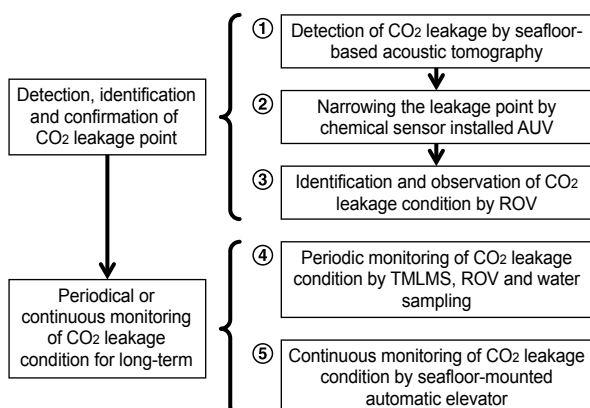 Detection, identification
and confirmation of
CO2 leakage point
① Detection of CO2 leakage by seafloor-
based acoustic tomography
② Narrowing the leakage point by
chemical sensor installed AUV
③ Identification and observation of CO2
leakage condition by ROV
Periodical or
continuous monitoring
of CO2 leakage
condition for long-term
④ Periodic monitoring of CO2 leakage
condition by TMLMS, ROV and water
sampling
⑤ Continuous monitoring of CO2 leakage
condition by seafloor-mounted
automatic elevator